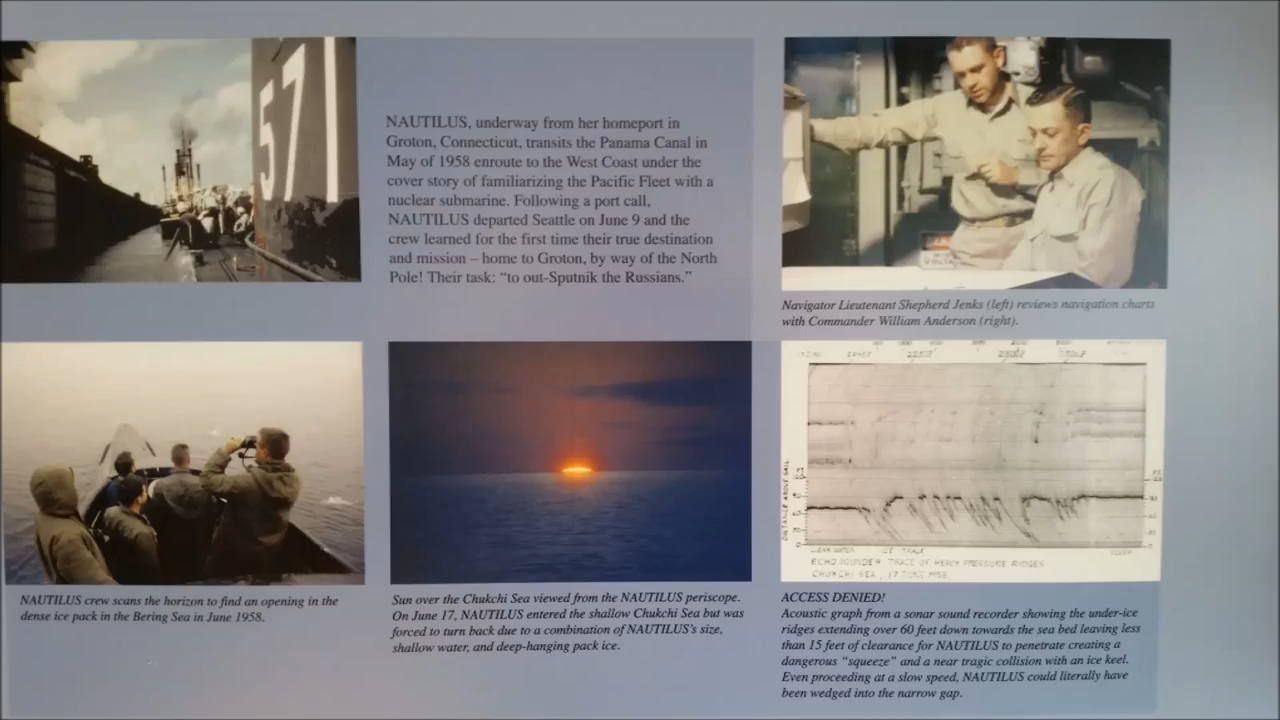 571
NAUTILUS, underway from her homeport in
Groton, Connecticut, transits the Panama Canal in
May of 1958 enroute to the West Coast under the
cover story of familiarizing the Pacific Fleet with a
nuclear submarine. Following a port call,
NAUTILUS departed Seattle on June 9 and the
crew learned for the first time their true destination
and mission – home to Groton, by way of the North
Pole! Their task: “to out-Sputnik the Russians.”
Navigator Lieutenant Shepherd Jenks (left) reviews navigation charts
with Commander William Anderson (right).
NAUTILUS crew scans the horizon to find an opening in the
dense ice pack in the Bering Sea in June 1958.
Sun over the Chukchi Sea viewed from the NAUTILUS periscope.
On June 17, NAUTILUS entered the shallow Chukchi Sea but was
forced to turn back due to a combination of NAUTILUS's size,
shallow water, and deep-hanging pack ice.
DISTANCE ABOVE SAIL
CLEAR WATER ICE TRACE
ECHO SOUNDER TRACE OF HEAVY PRESSURE RIDGES
CHUKCHI SEA, 17 JUNE 1958
ACCESS DENIED!
Acoustic graph from a sonar sound recorder showing the under-ice
ridges extending over 60 feet down towards the sea bed leaving less
than 15 feet of clearance for NAUTILUS to penetrate creating a
dangerous “squeeze” and a near tragic collision with an ice keel.
Even proceeding at a slow speed, NAUTILUS could literally have
been wedged into the narrow gap.